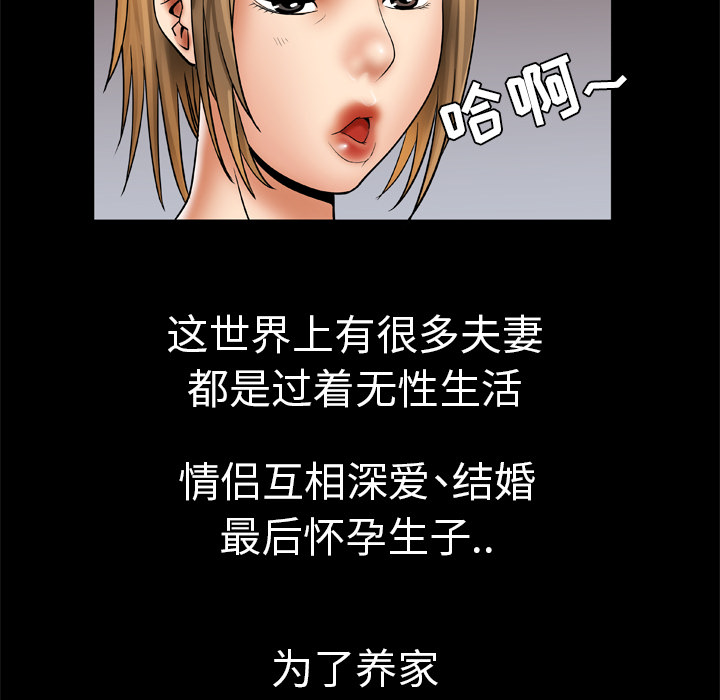 哈啊~
这世界上有很多夫妻
都是过着无性生活
情侣互相深爱、结婚
最后怀孕生子..
为了养家